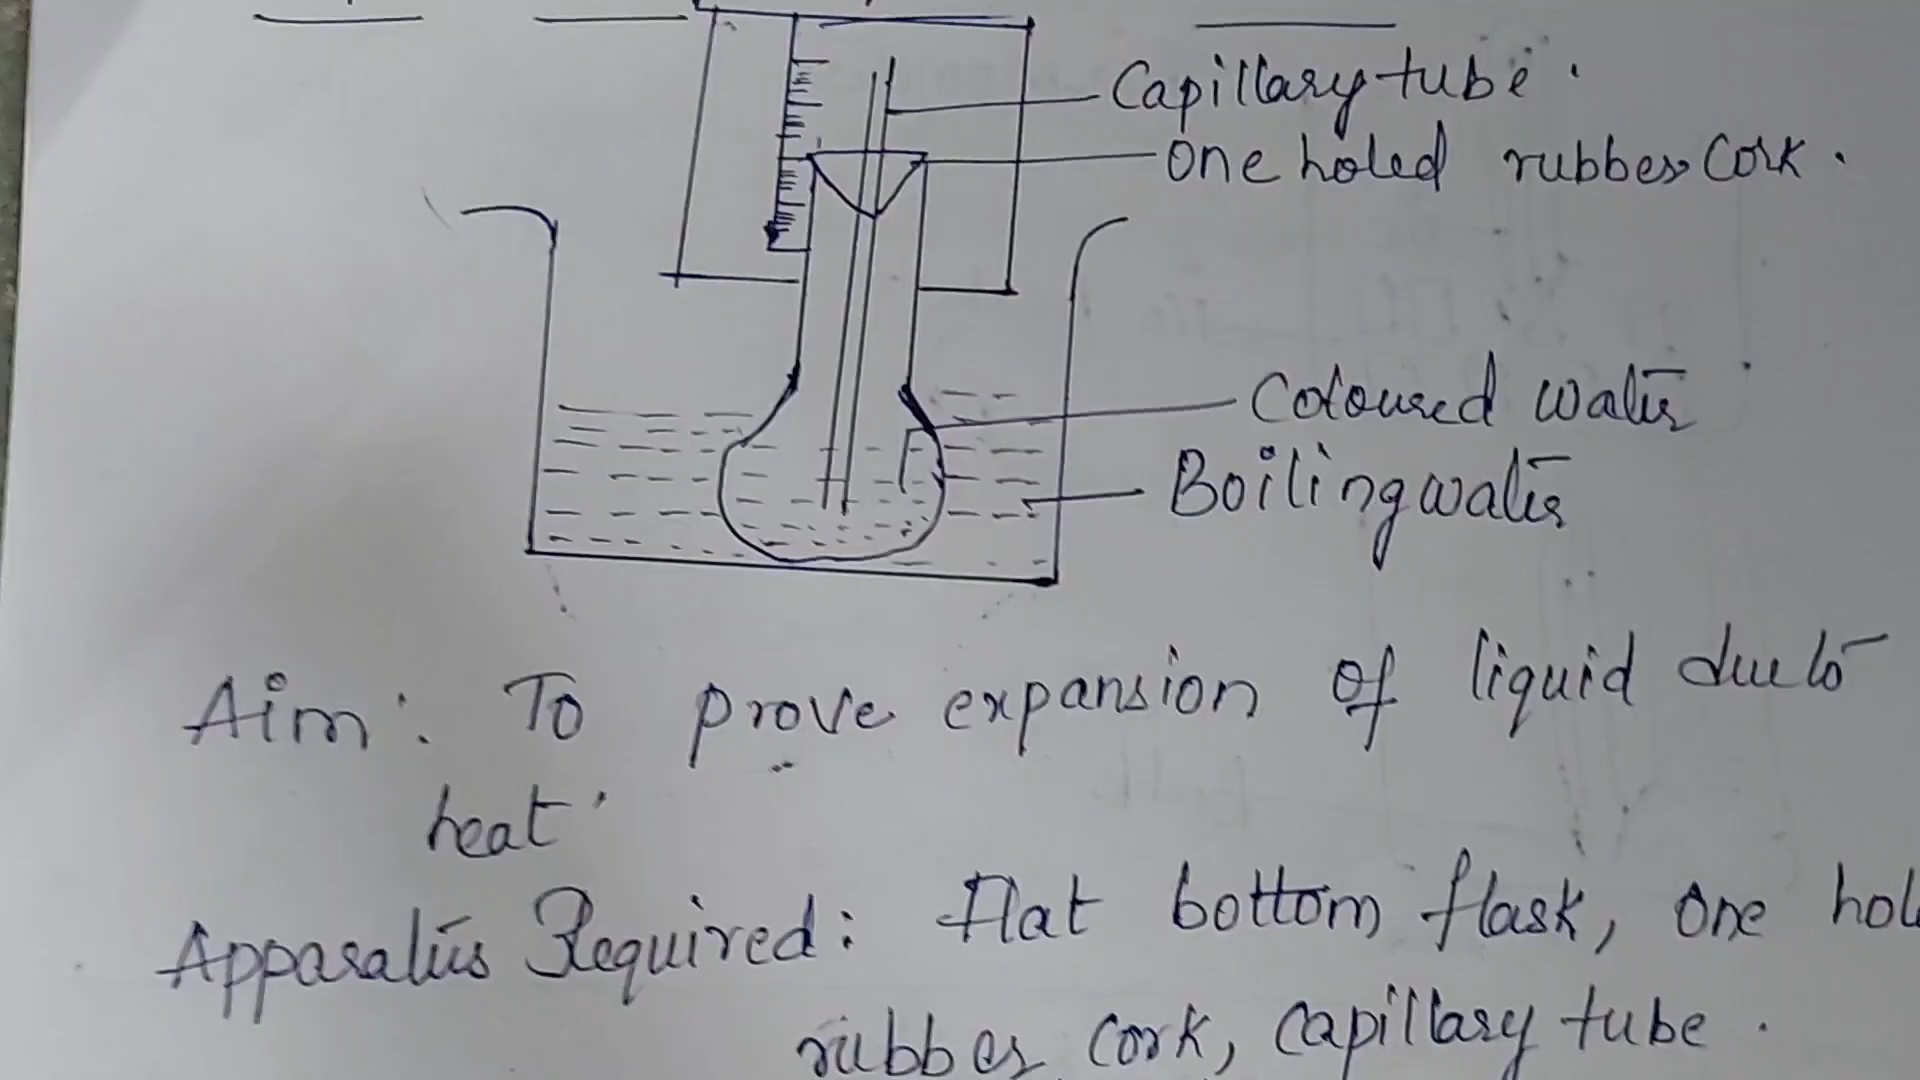 Capillary tube.
One holed rubber Cork.
Coloured water
Boiling water
Aim: To prove expansion of liquid due to
heat.
Apparatus Required: Flat bottom flask, one hol
rubber cork, capillary tube.